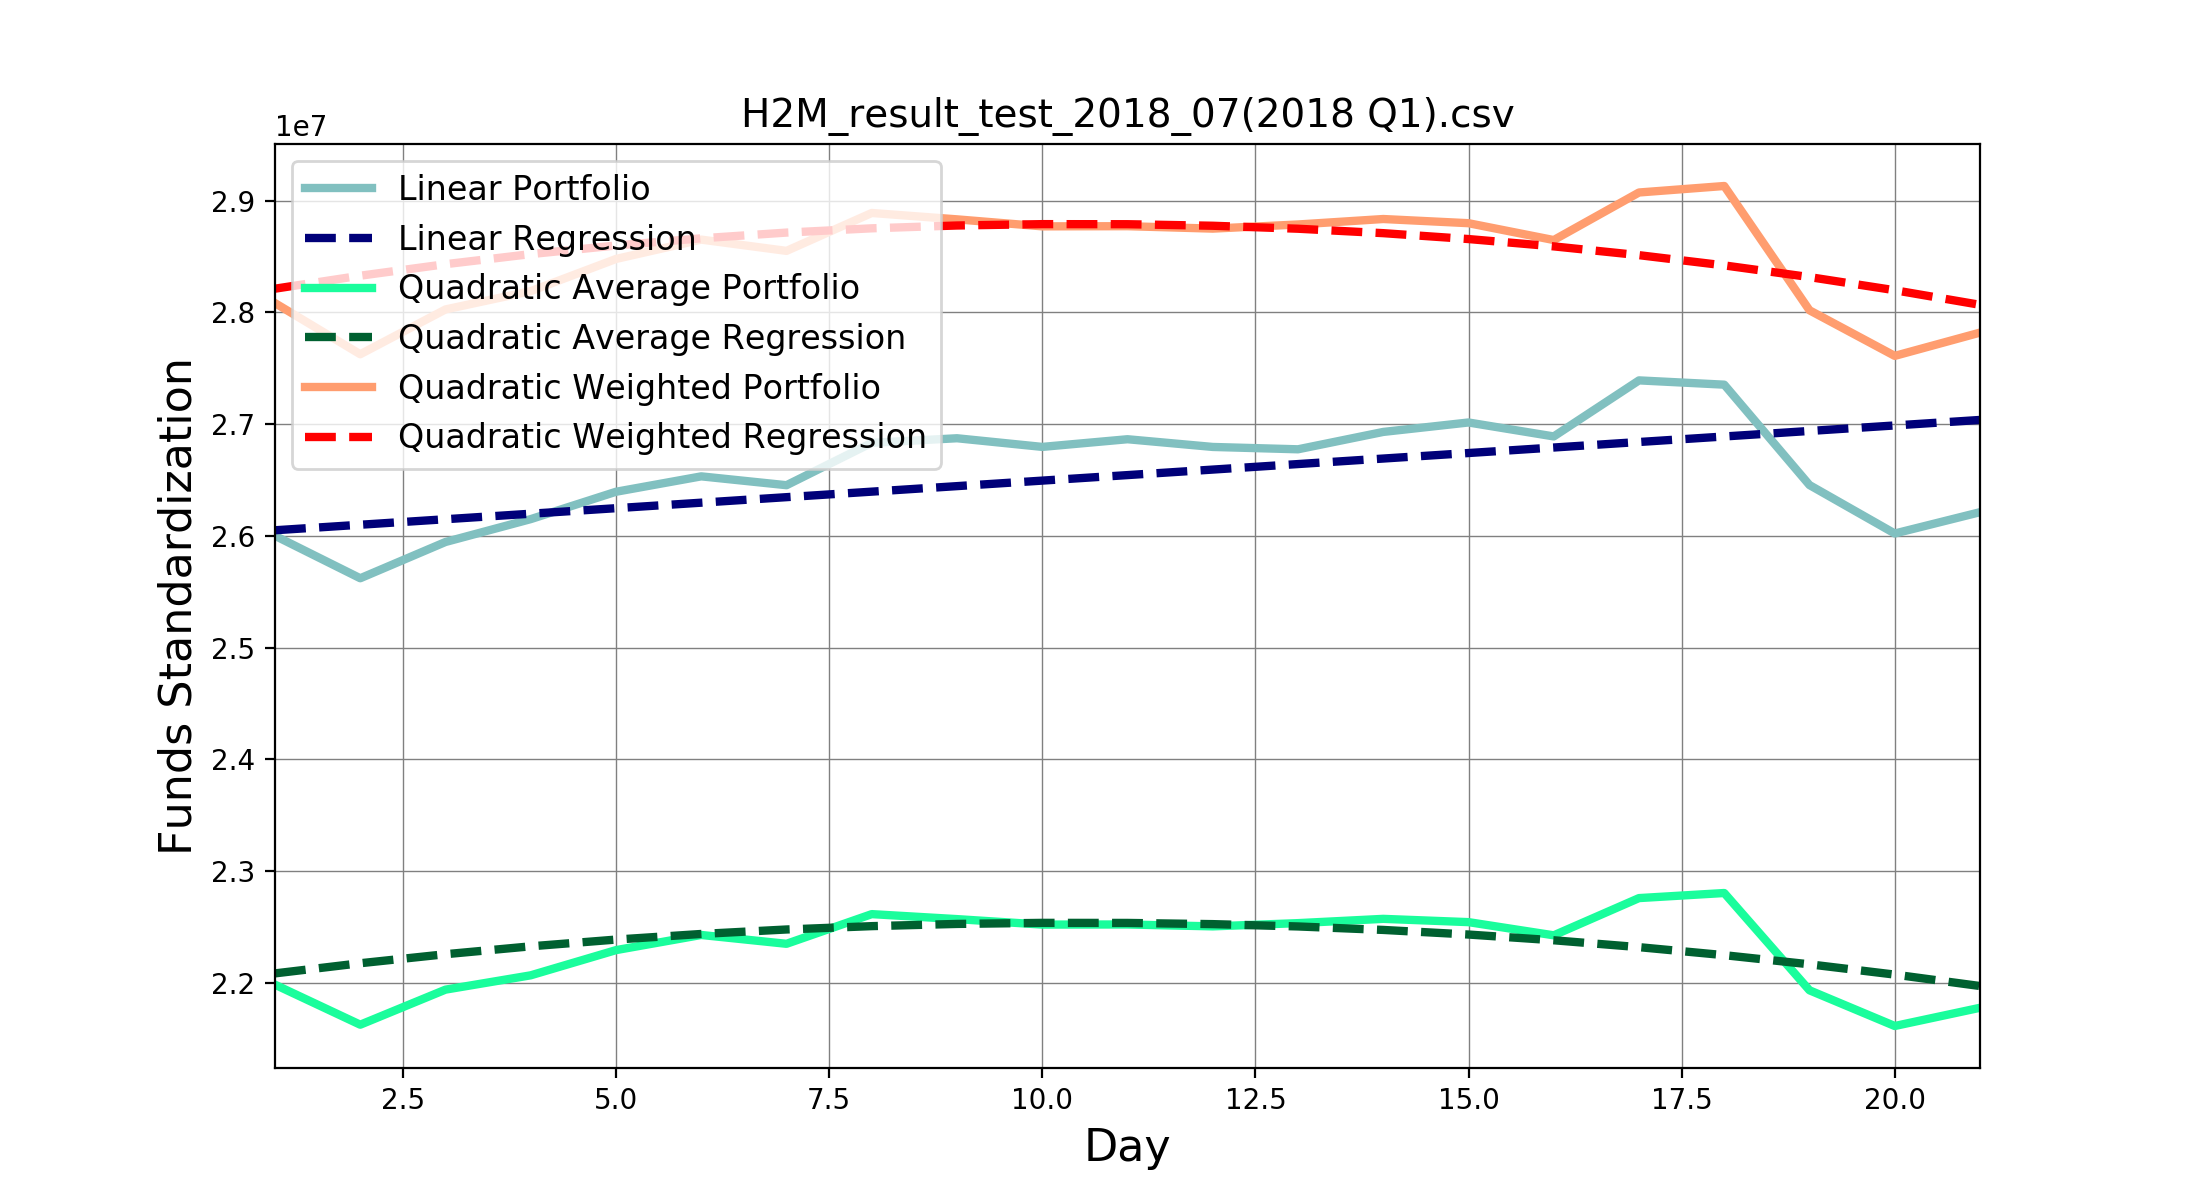 H2M_result_test_2018_07(2018 Q1).csv
1e7
Linear Portfolio
Linear Regression
Quadratic Average Portfolio
Quadratic Average Regression
Quadratic Weighted Portfolio
Quadratic Weighted Regression
2.9
2.8
2.7
2.6
2.5
2.4
2.3
2.2
Funds Standardization
2.5
5.0
7.5
10.0
12.5
15.0
17.5
20.0
Day